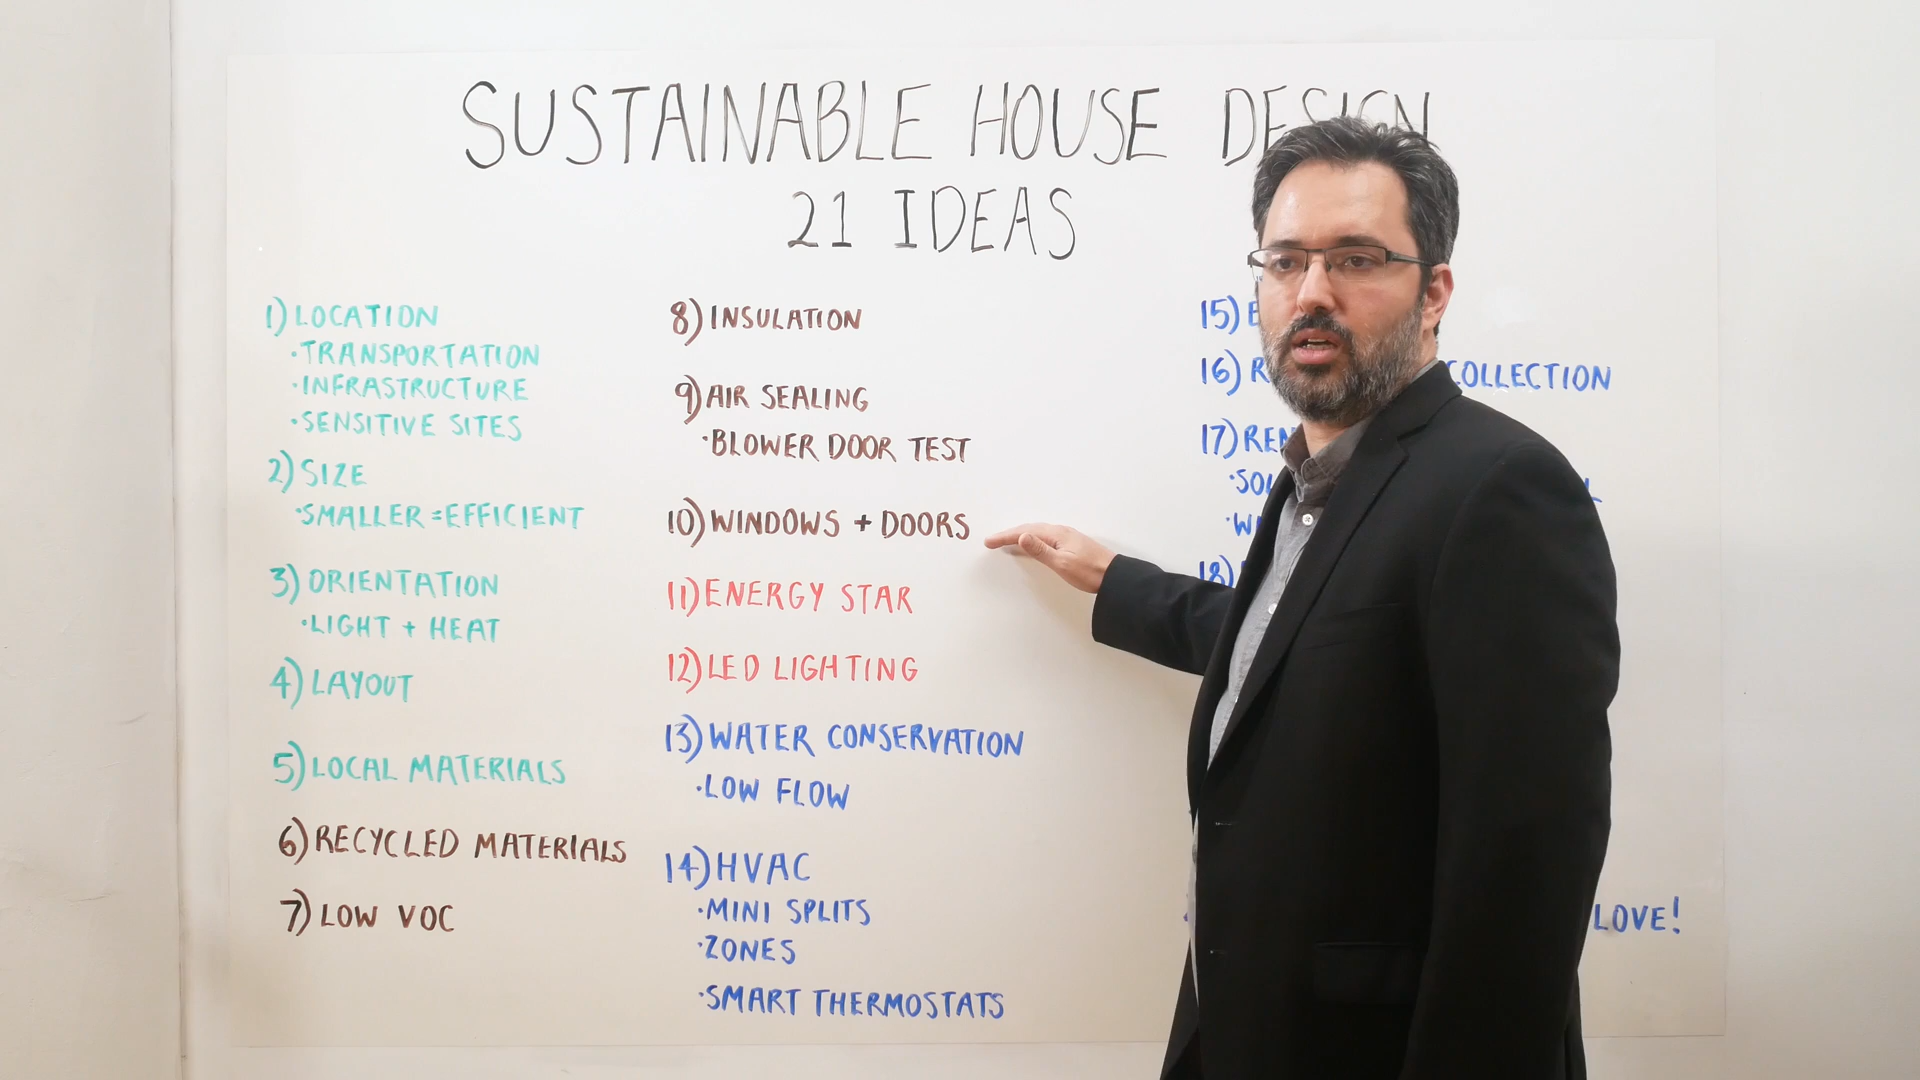 SUSTAINABLE HOUSE DESIGN
21 IDEAS
1) LOCATION
·TRANSPORTATION
·INFRASTRUCTURE
·SENSITIVE SITES
2) SIZE
·SMALLER = EFFICIENT
3) ORIENTATION
·LIGHT + HEAT
4) LAYOUT
5) LOCAL MATERIALS
6) RECYCLED MATERIALS
7) LOW VOC
8) INSULATION
9) AIR SEALING
·BLOWER DOOR TEST
10) WINDOWS + DOORS
11) ENERGY STAR
12) LED LIGHTING
13) WATER CONSERVATION
·LOW FLOW
14) HVAC
·MINI SPLITS
·ZONES
·SMART THERMOSTATS
15)
16) COLLECTION
17)
18)
LOVE!